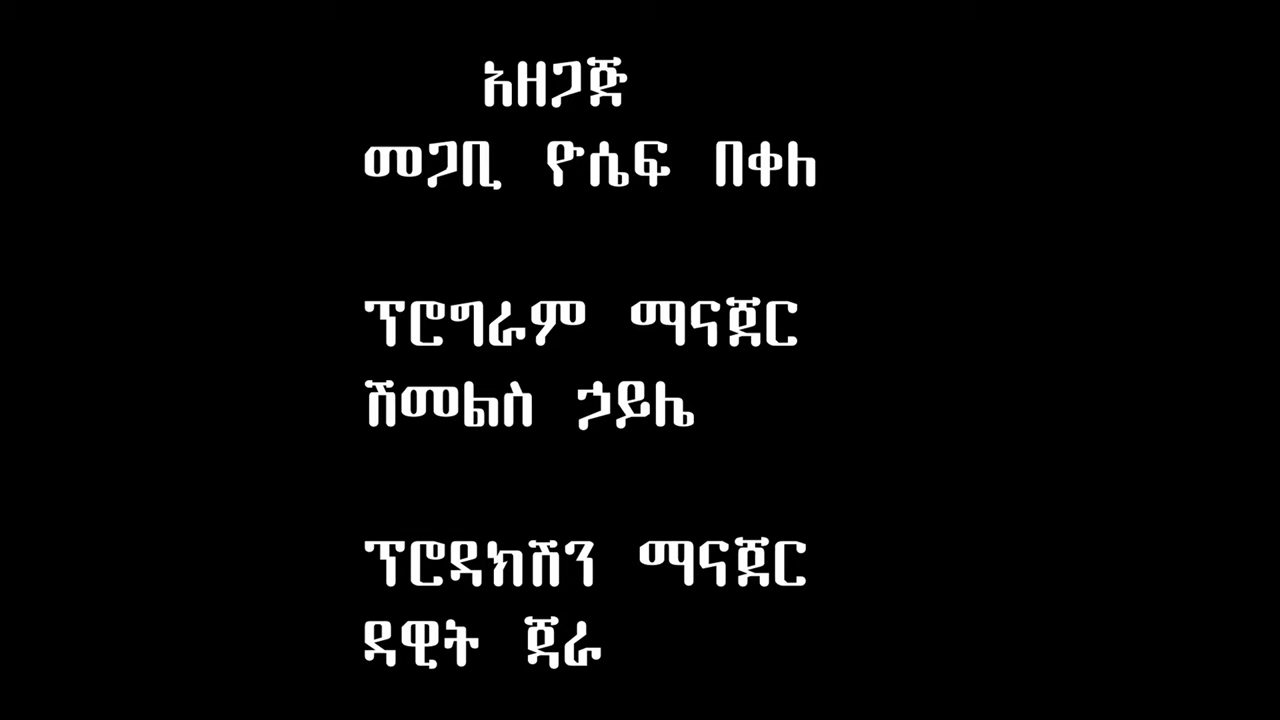 አዘጋጅ
መጋቢ ዮሴፍ በቀለ
ፕሮግራም ማናጀር
ሽመልስ ኃይሌ
ፕሮዳክሽን ማናጀር
ዳዊት ጃራ